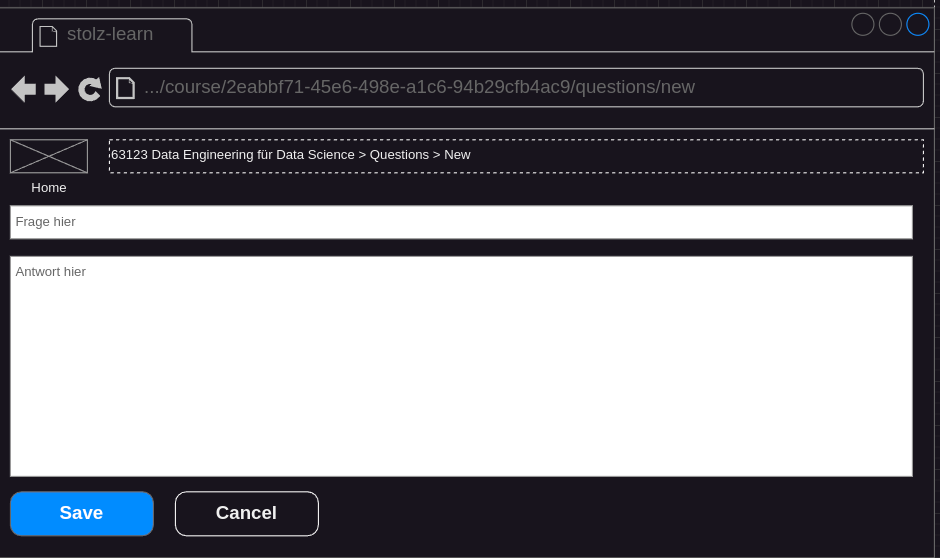 stolz-learn
.../course/2eabbf71-45e6-498e-a1c6-94b29cfb4ac9/questions/new
63123 Data Engineering für Data Science > Questions > New
Home
Frage hier
Antwort hier
Save
Cancel